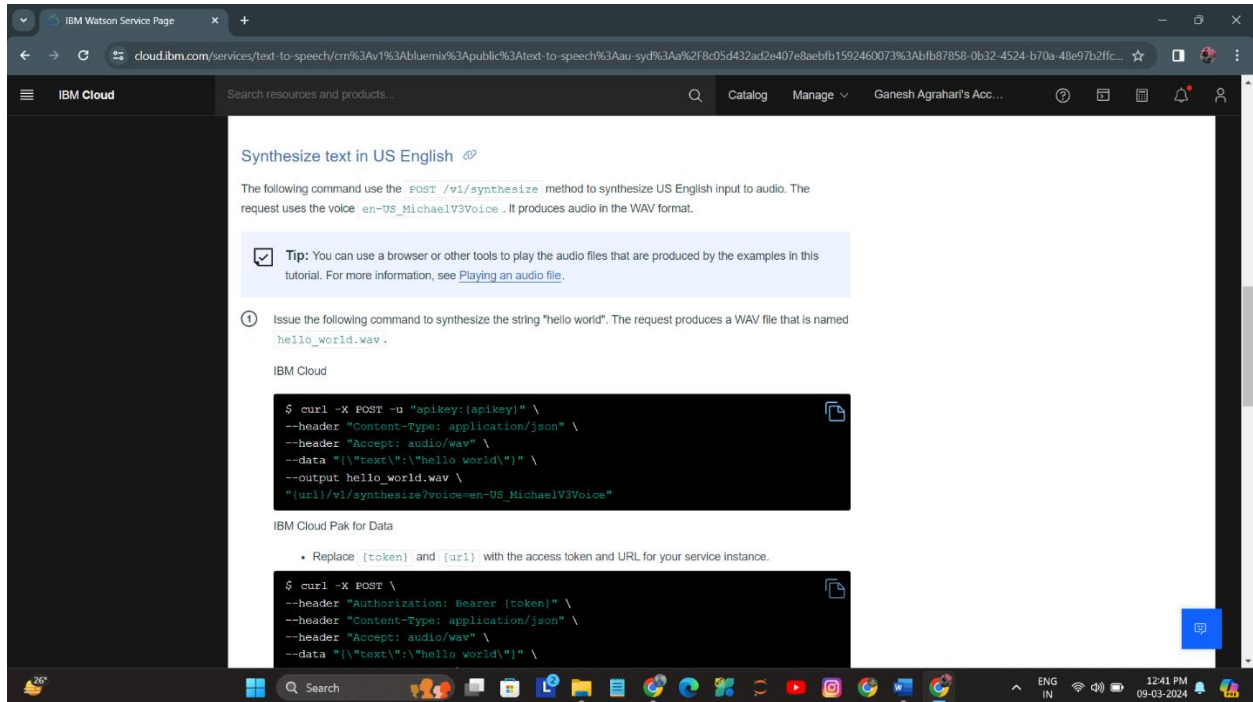 IBM Watson Service Page
cloud.ibm.com/services/text-to-speech/crn%3Av1%3Abluemix%3Apublic%3Atext-to-speech%3Aau-syd%3Aa%2F8c05d432ad2e407e8aebfb1592460073%3Abfb87858-0b32-4524-b70a-48e97b2ffc...
IBM Cloud
Search resources and products...
Catalog
Manage
Ganesh Agrahari's Acc...
Synthesize text in US English
The following command use the POST /v1/synthesize method to synthesize US English input to audio. The
request uses the voice en-US_MichaelV3Voice . It produces audio in the WAV format.
Tip: You can use a browser or other tools to play the audio files that are produced by the examples in this
tutorial. For more information, see Playing an audio file.
1 Issue the following command to synthesize the string "hello world". The request produces a WAV file that is named
hello_world.wav .
IBM Cloud
$ curl -X POST -u "apikey:{apikey}" \
--header "Content-Type: application/json" \
--header "Accept: audio/wav" \
--data "{\"text\":\"hello world\"}" \
--output hello_world.wav \
"{url}/v1/synthesize?voice=en-US_MichaelV3Voice"
IBM Cloud Pak for Data
• Replace {token} and {url} with the access token and URL for your service instance.
$ curl -X POST \
--header "Authorization: Bearer {token}" \
--header "Content-Type: application/json" \
--header "Accept: audio/wav" \
--data "{\"text\":\"hello world\"}" \
26°
Search
ENG
IN
12:41 PM
09-03-2024